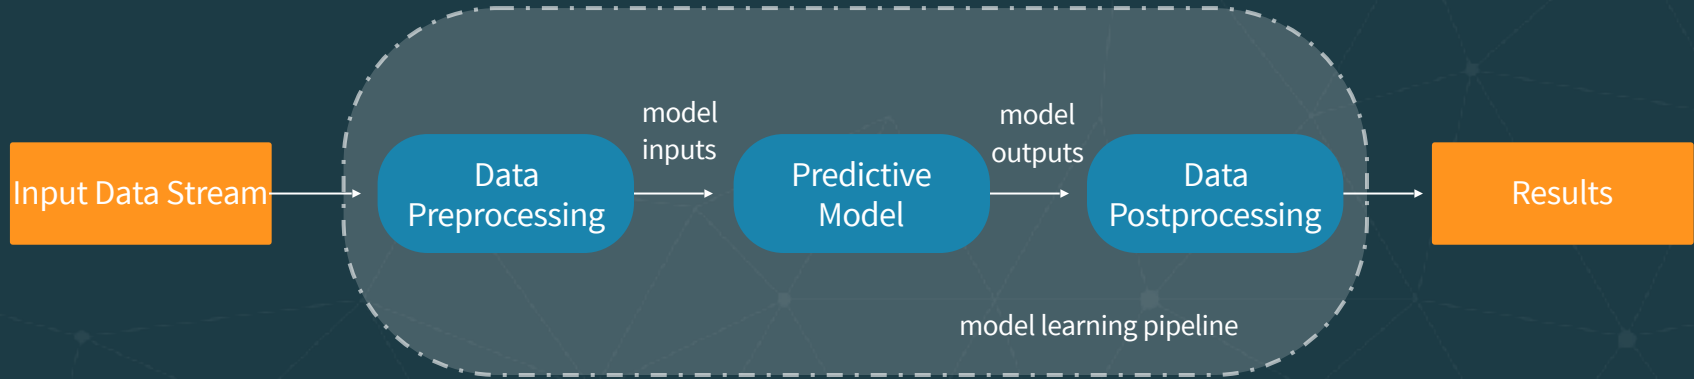 Input Data Stream
Data
Preprocessing
model
inputs
Predictive
Model
model
outputs
Data
Postprocessing
Results
model learning pipeline